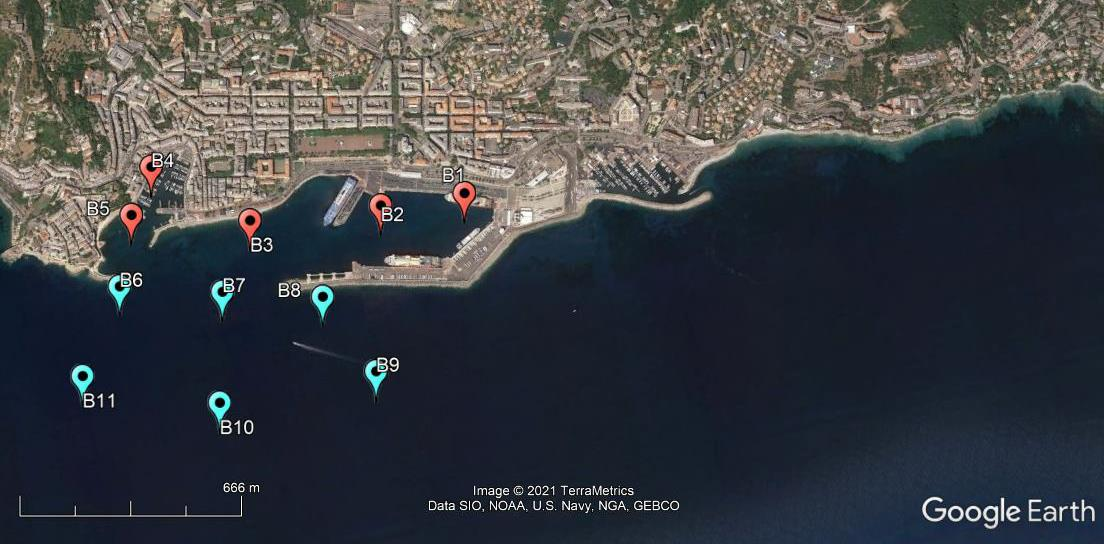 B4
B1
B5
B2
B3
B6
B7
B8
B9
B11
B10
666 m
Image © 2021 TerraMetrics
Data SIO, NOAA, U.S. Navy, NGA, GEBCO
Google Earth